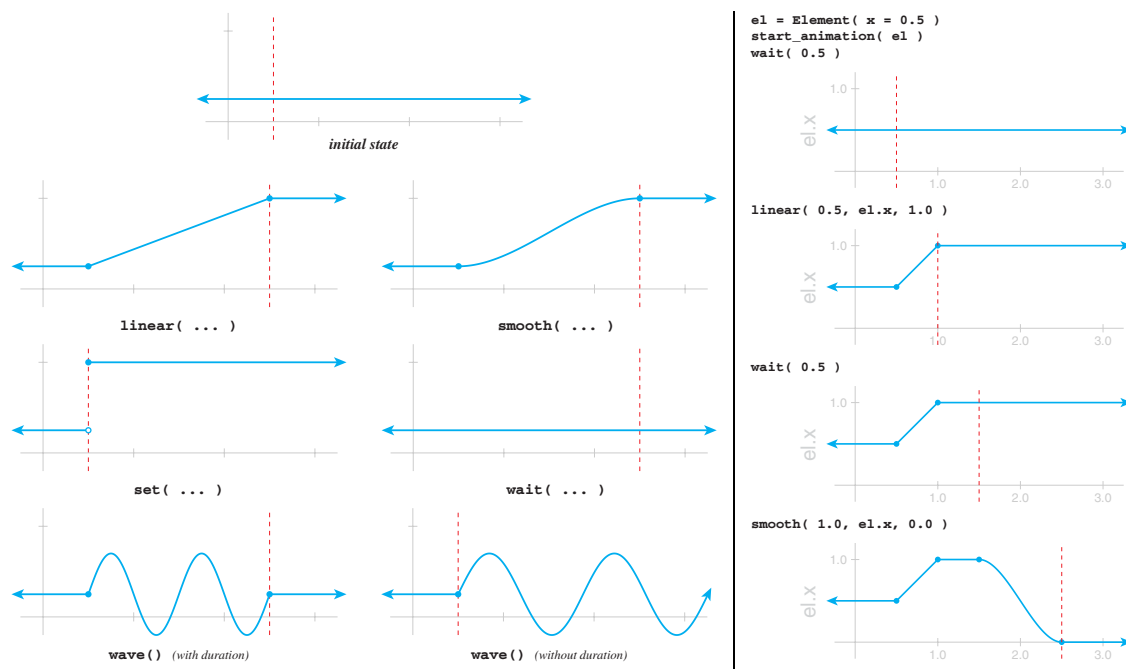 initial state
linear( ... )
smooth( ... )
set( ... )
wait( ... )
wave() (with duration)
wave() (without duration)
el = Element( x = 0.5 )
start_animation( el )
wait( 0.5 )
1.0
el.x
1.0 2.0 3.0
linear( 0.5, el.x, 1.0 )
1.0
el.x
1.0 2.0 3.0
wait( 0.5 )
1.0
el.x
1.0 2.0 3.0
smooth( 1.0, el.x, 0.0 )
1.0
el.x
1.0 2.0 3.0